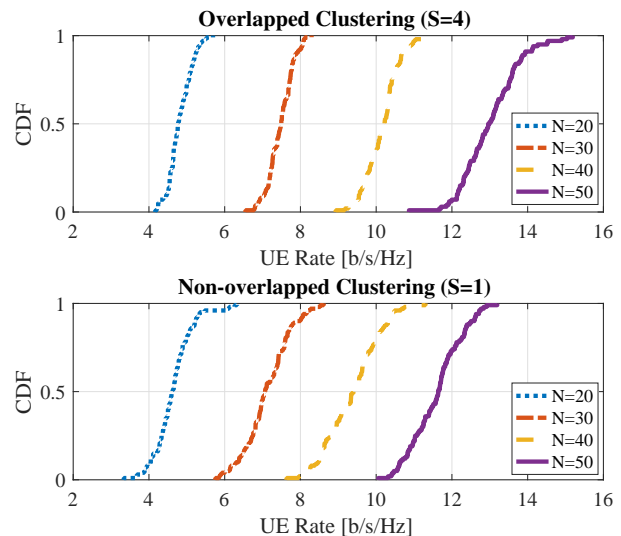 Overlapped Clustering (S=4)
1
0.5
0
CDF
N=20
N=30
N=40
N=50
2 4 6 8 10 12 14 16
UE Rate [b/s/Hz]
Non-overlapped Clustering (S=1)
1
0.5
0
CDF
N=20
N=30
N=40
N=50
2 4 6 8 10 12 14 16
UE Rate [b/s/Hz]